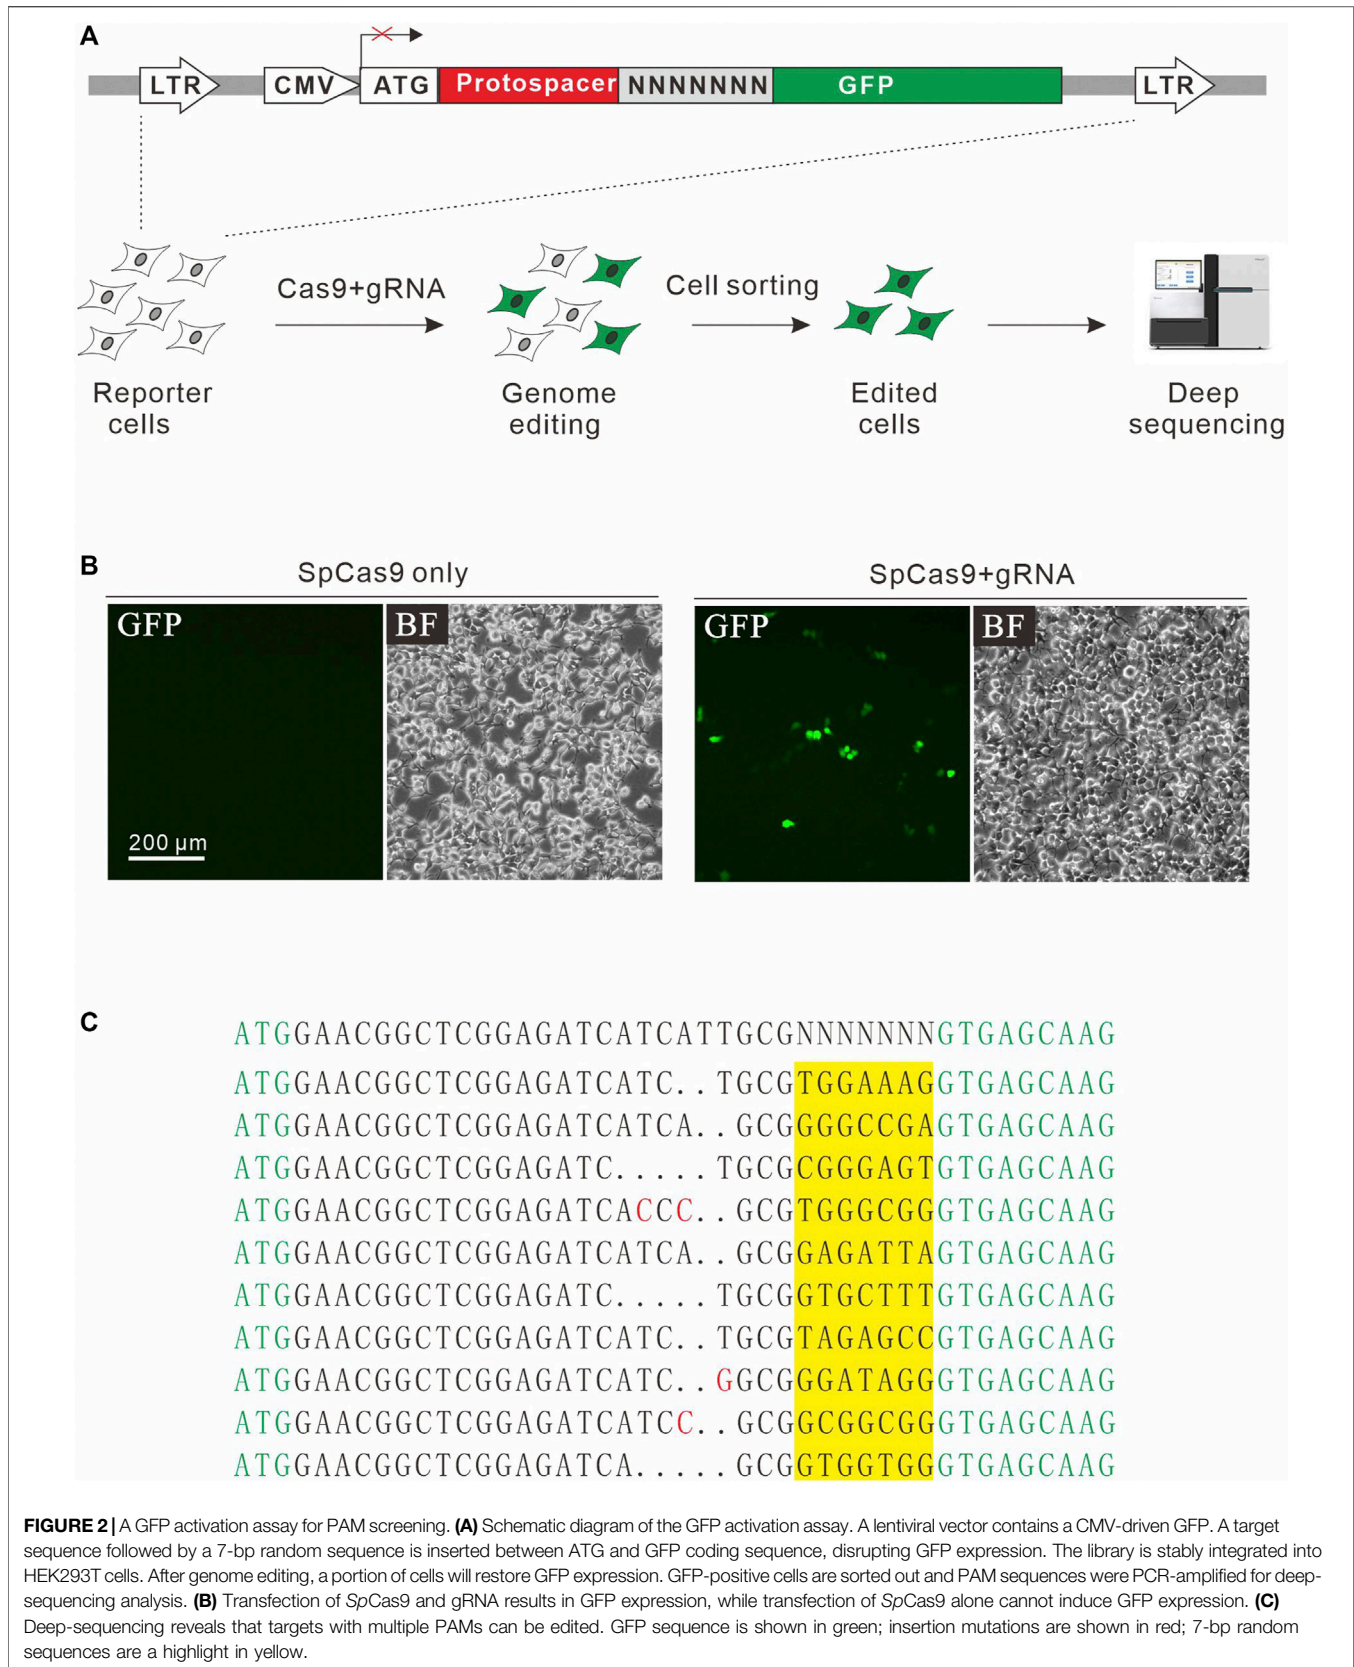 A
LTR CMV ATG Protospacer NNNNNNN GFP LTR
Cas9+gRNA Cell sorting
Reporter cells
Genome editing
Edited cells
Deep sequencing
B
SpCas9 only
SpCas9+gRNA
GFP BF GFP BF
200 µm
C
ATGGAACGGCTCGGAGATCATCATTGCGNNNNNNNGTGAGCAAG
ATGGAACGGCTCGGAGATCATC..TGCGTGGAAAGGTGAGCAAG
ATGGAACGGCTCGGAGATCATCA..GCGGGGCCGAGTGAGCAAG
ATGGAACGGCTCGGAGATC.....TGCGCGGGAGTGTGAGCAAG
ATGGAACGGCTCGGAGATCACCC..GCGTGGGCGGGTGAGCAAG
ATGGAACGGCTCGGAGATCATCA..GCGGAGATTAGTGAGCAAG
ATGGAACGGCTCGGAGATC.....TGCGGTGCTTTGTGAGCAAG
ATGGAACGGCTCGGAGATCATC..TGCGTAGAGCCGTGAGCAAG
ATGGAACGGCTCGGAGATCATC..GGCGGGATAGGGTGAGCAAG
ATGGAACGGCTCGGAGATCATCC..GCGGCGGCGGGTGAGCAAG
ATGGAACGGCTCGGAGATCA.....GCGGTGGTGGGTGAGCAAG
FIGURE 2 | A GFP activation assay for PAM screening. (A) Schematic diagram of the GFP activation assay. A lentiviral vector contains a CMV-driven GFP. A target
sequence followed by a 7-bp random sequence is inserted between ATG and GFP coding sequence, disrupting GFP expression. The library is stably integrated into
HEK293T cells. After genome editing, a portion of cells will restore GFP expression. GFP-positive cells are sorted out and PAM sequences were PCR-amplified for deep-
sequencing analysis. (B) Transfection of SpCas9 and gRNA results in GFP expression, while transfection of SpCas9 alone cannot induce GFP expression. (C)
Deep-sequencing reveals that targets with multiple PAMs can be edited. GFP sequence is shown in green; insertion mutations are shown in red; 7-bp random
sequences are a highlight in yellow.